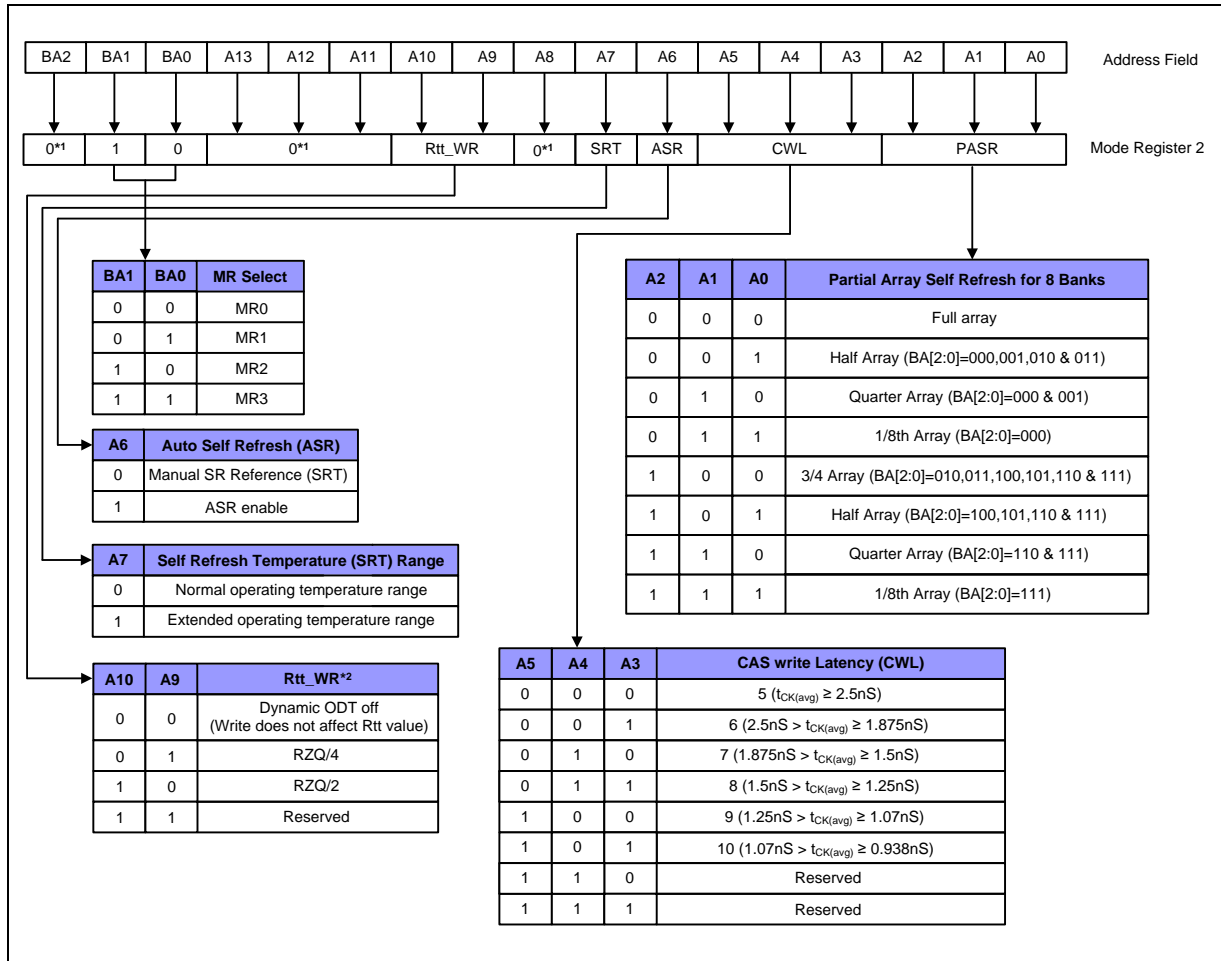 BA2 BA1 BA0 A13 A12 A11 A10 A9 A8 A7 A6 A5 A4 A3 A2 A1 A0 Address Field
0*1 1 0 0*1 Rtt_WR 0*1 SRT ASR CWL PASR Mode Register 2
BA1 BA0 MR Select
0 0 MR0
0 1 MR1
1 0 MR2
1 1 MR3
A6 Auto Self Refresh (ASR)
0 Manual SR Reference (SRT)
1 ASR enable
A7 Self Refresh Temperature (SRT) Range
0 Normal operating temperature range
1 Extended operating temperature range
A10 A9 Rtt_WR*2
0 0 Dynamic ODT off
(Write does not affect Rtt value)
0 1 RZQ/4
1 0 RZQ/2
1 1 Reserved
A2 A1 A0 Partial Array Self Refresh for 8 Banks
0 0 0 Full array
0 0 1 Half Array (BA[2:0]=000,001,010 & 011)
0 1 0 Quarter Array (BA[2:0]=000 & 001)
0 1 1 1/8th Array (BA[2:0]=000)
1 0 0 3/4 Array (BA[2:0]=010,011,100,101,110 & 111)
1 0 1 Half Array (BA[2:0]=100,101,110 & 111)
1 1 0 Quarter Array (BA[2:0]=110 & 111)
1 1 1 1/8th Array (BA[2:0]=111)
A5 A4 A3 CAS write Latency (CWL)
0 0 0 5 (tCK(avg) ≥ 2.5nS)
0 0 1 6 (2.5nS > tCK(avg) ≥ 1.875nS)
0 1 0 7 (1.875nS > tCK(avg) ≥ 1.5nS)
0 1 1 8 (1.5nS > tCK(avg) ≥ 1.25nS)
1 0 0 9 (1.25nS > tCK(avg) ≥ 1.07nS)
1 0 1 10 (1.07nS > tCK(avg) ≥ 0.938nS)
1 1 0 Reserved
1 1 1 Reserved